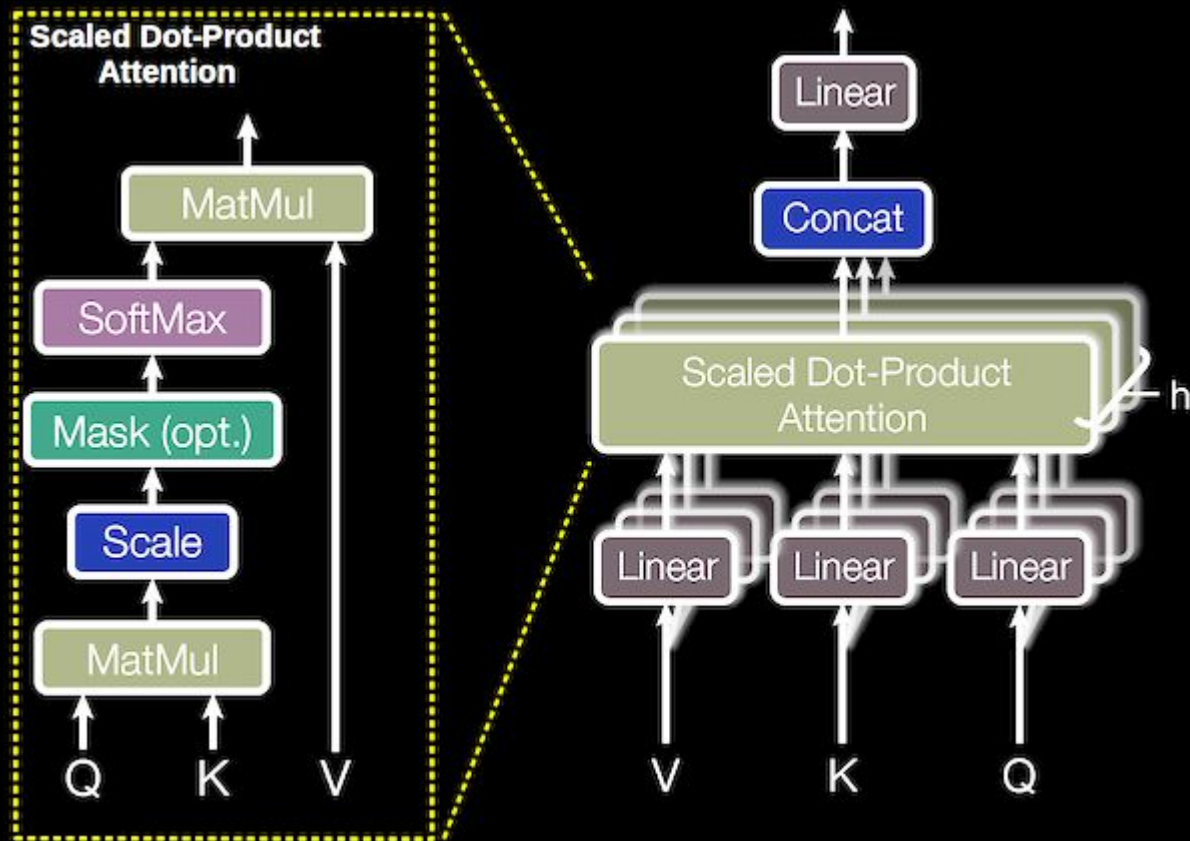 Scaled Dot-Product
Attention
MatMul
SoftMax
Mask (opt.)
Scale
MatMul
Q K V
Linear
Concat
Scaled Dot-Product
Attention
h
Linear Linear Linear
V K Q